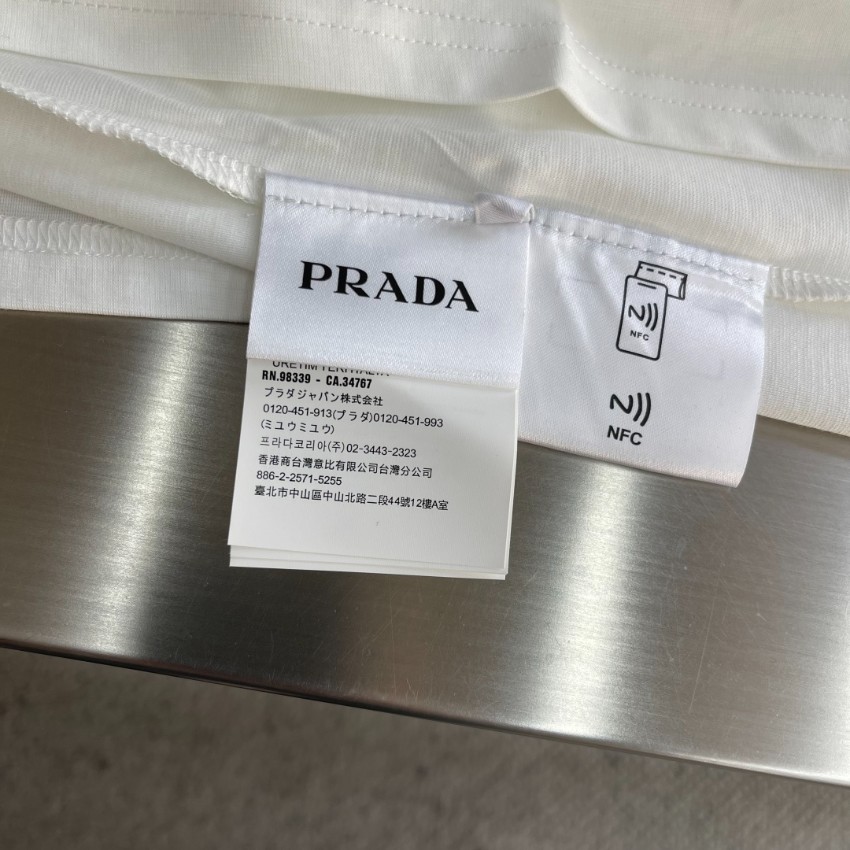 PRADA
RN.98339 - CA.34767
プラダジャパン株式会社
0120-451-913(プラダ)0120-451-993
(ミユウミユウ)
프라다코리아(주)02-3443-2323
香港商台灣意比有限公司台灣分公司
886-2-2571-5255
臺北市中山區中山北路二段44號12樓A室
NFC
NFC